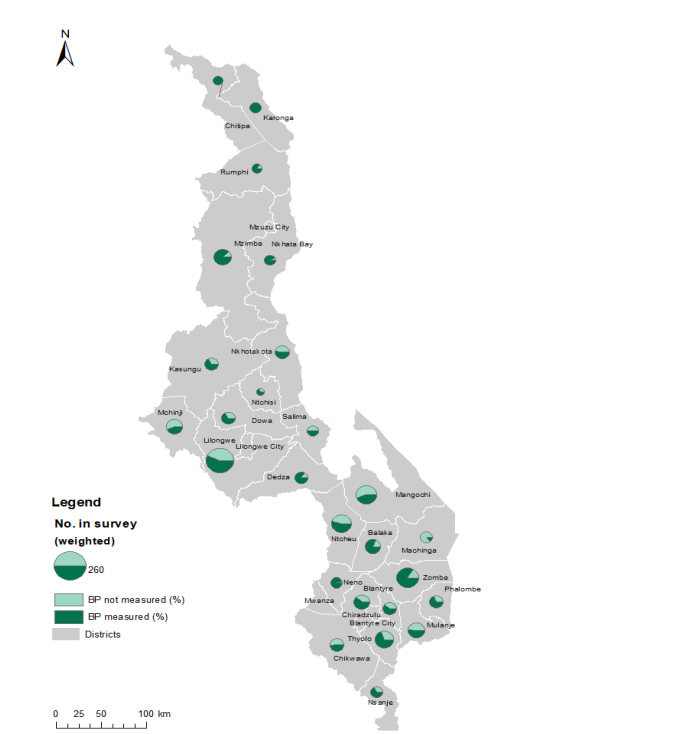 N
Karonga
Chitipa
Rumphi
Mzuzu City
Mzimba
Nkhata Bay
Nkhotakota
Kasungu
Ntchisi
Mchinji
Dowa
Salima
Lilongwe
Lilongwe City
Dedza
Legend
No. in survey
(weighted)
260
BP not measured (%)
BP measured (%)
Districts
Mangochi
Ntcheu
Balaka
Machinga
Neno
Zomba
Blantyre
Phalombe
Mwanza
Chiradzulu
Blantyre City
Mulanje
Thyolo
Chikwawa
Nsanje
0 25 50 100 km